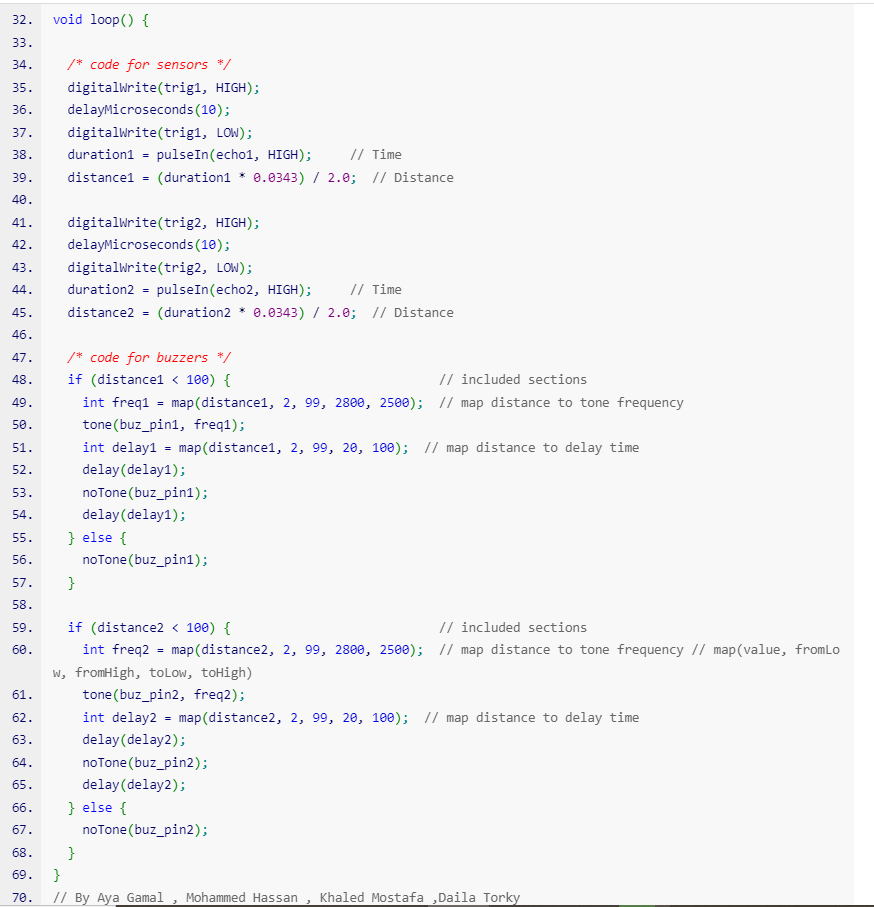 32. void loop() {
33.
34. /* code for sensors */
35. digitalWrite(trig1, HIGH);
36. delayMicroseconds(10);
37. digitalWrite(trig1, LOW);
38. duration1 = pulseIn(echo1, HIGH); // Time
39. distance1 = (duration1 * 0.0343) / 2.0; // Distance
40.
41. digitalWrite(trig2, HIGH);
42. delayMicroseconds(10);
43. digitalWrite(trig2, LOW);
44. duration2 = pulseIn(echo2, HIGH); // Time
45. distance2 = (duration2 * 0.0343) / 2.0; // Distance
46.
47. /* code for buzzers */
48. if (distance1 < 100) { // included sections
49. int freq1 = map(distance1, 2, 99, 2800, 2500); // map distance to tone frequency
50. tone(buz_pin1, freq1);
51. int delay1 = map(distance1, 2, 99, 20, 100); // map distance to delay time
52. delay(delay1);
53. noTone(buz_pin1);
54. delay(delay1);
55. } else {
56. noTone(buz_pin1);
57. }
58.
59. if (distance2 < 100) { // included sections
60. int freq2 = map(distance2, 2, 99, 2800, 2500); // map distance to tone frequency // map(value, fromLo
w, fromHigh, toLow, toHigh)
61. tone(buz_pin2, freq2);
62. int delay2 = map(distance2, 2, 99, 20, 100); // map distance to delay time
63. delay(delay2);
64. noTone(buz_pin2);
65. delay(delay2);
66. } else {
67. noTone(buz_pin2);
68. }
69. }
70. // By Aya Gamal , Mohammed Hassan , Khaled Mostafa ,Daila Torky